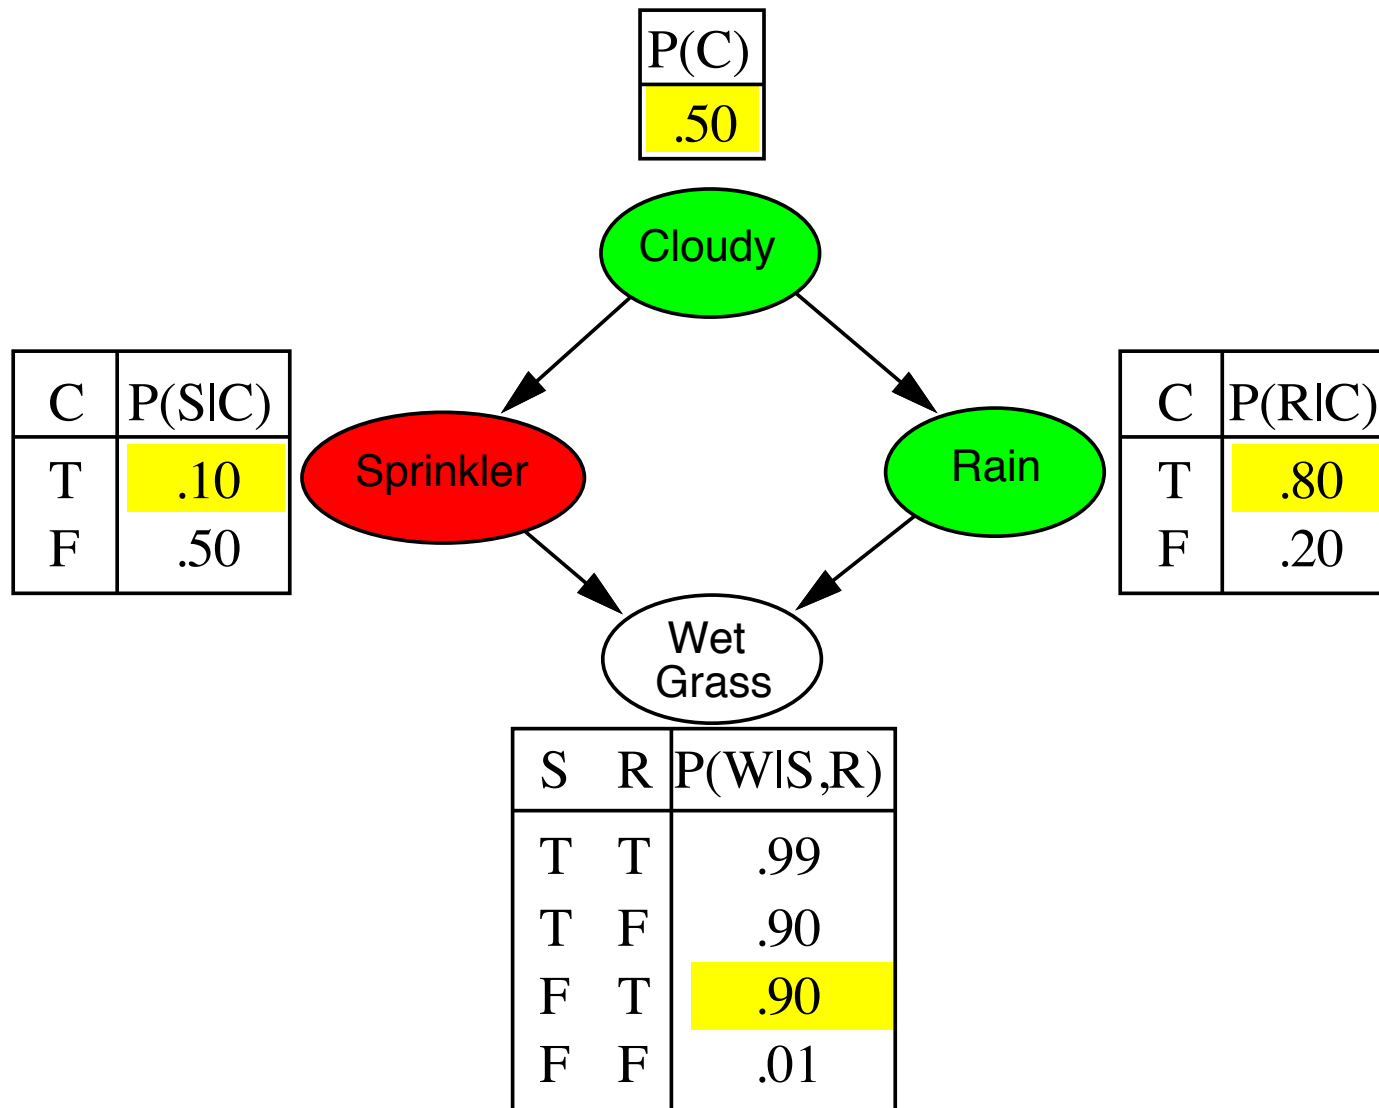 P(C)
.50
Cloudy
C P(S|C)
T .10
F .50
Sprinkler
Rain
C P(R|C)
T .80
F .20
Wet
Grass
S R P(W|S,R)
T T .99
T F .90
F T .90
F F .01